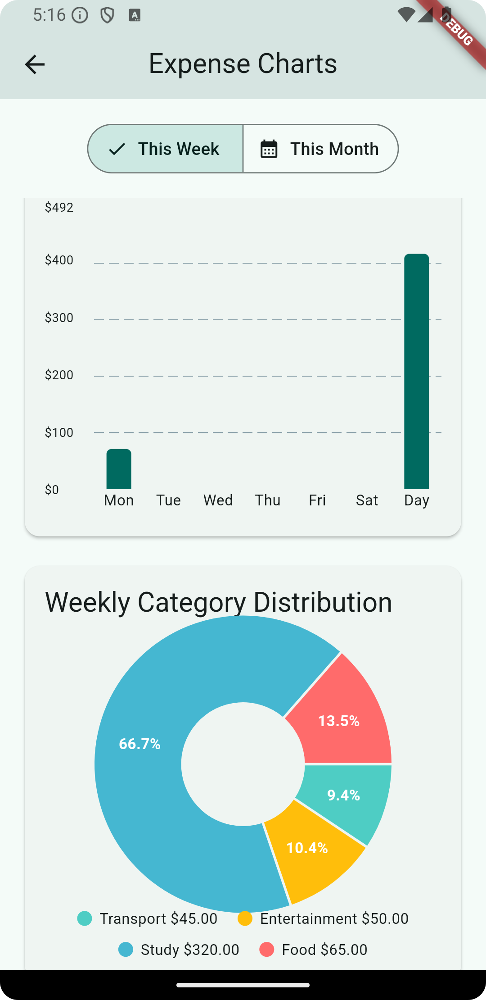 5:16
DEBUG
Expense Charts
This Week This Month
$492
$400
$300
$200
$100
$0
Mon Tue Wed Thu Fri Sat Day
Weekly Category Distribution
13.5%
66.7%
9.4%
10.4%
Transport $45.00 Entertainment $50.00
Study $320.00 Food $65.00